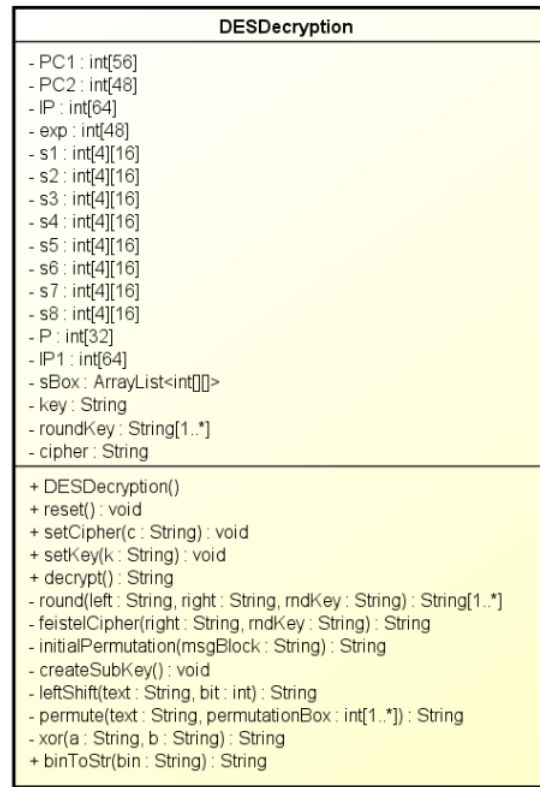 DESDecryption
- PC1 : int[56]
- PC2 : int[48]
- IP : int[64]
- exp : int[48]
- s1 : int[4][16]
- s2 : int[4][16]
- s3 : int[4][16]
- s4 : int[4][16]
- s5 : int[4][16]
- s6 : int[4][16]
- s7 : int[4][16]
- s8 : int[4][16]
- P : int[32]
- IP1 : int[64]
- sBox : ArrayList<int[][]>
- key : String
- roundKey : String[1..*]
- cipher : String
+ DESDecryption()
+ reset() : void
+ setCipher(c : String) : void
+ setKey(k : String) : void
+ decrypt() : String
- round(left : String, right : String, rndKey : String) : String[1..*]
- feistelCipher(right : String, rndKey : String) : String
- initialPermutation(msgBlock : String) : String
- createSubKey() : void
- leftShift(text : String, bit : int) : String
- permute(text : String, permutationBox : int[1..*]) : String
- xor(a : String, b : String) : String
+ binToStr(bin : String) : String